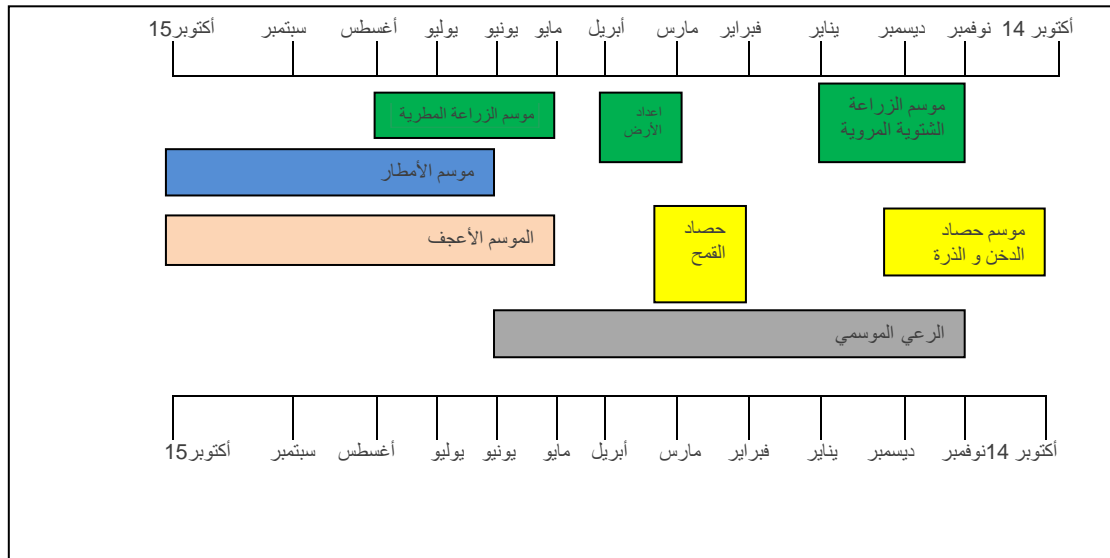 أكتوبر 14 نوفمبر ديسمبر يناير فبراير مارس أبريل مايو يونيو يوليو أغسطس سبتمبر أكتوبر15
موسم الزراعة
الشتوية المروية
اعداد
الأرض
موسم الزراعة المطرية
موسم الأمطار
موسم حصاد
الدخن و الذرة
حصاد
القمح
الموسم الأعجف
الرعي الموسمي
أكتوبر 14 نوفمبر ديسمبر يناير فبراير مارس أبريل مايو يونيو يوليو أغسطس سبتمبر أكتوبر15